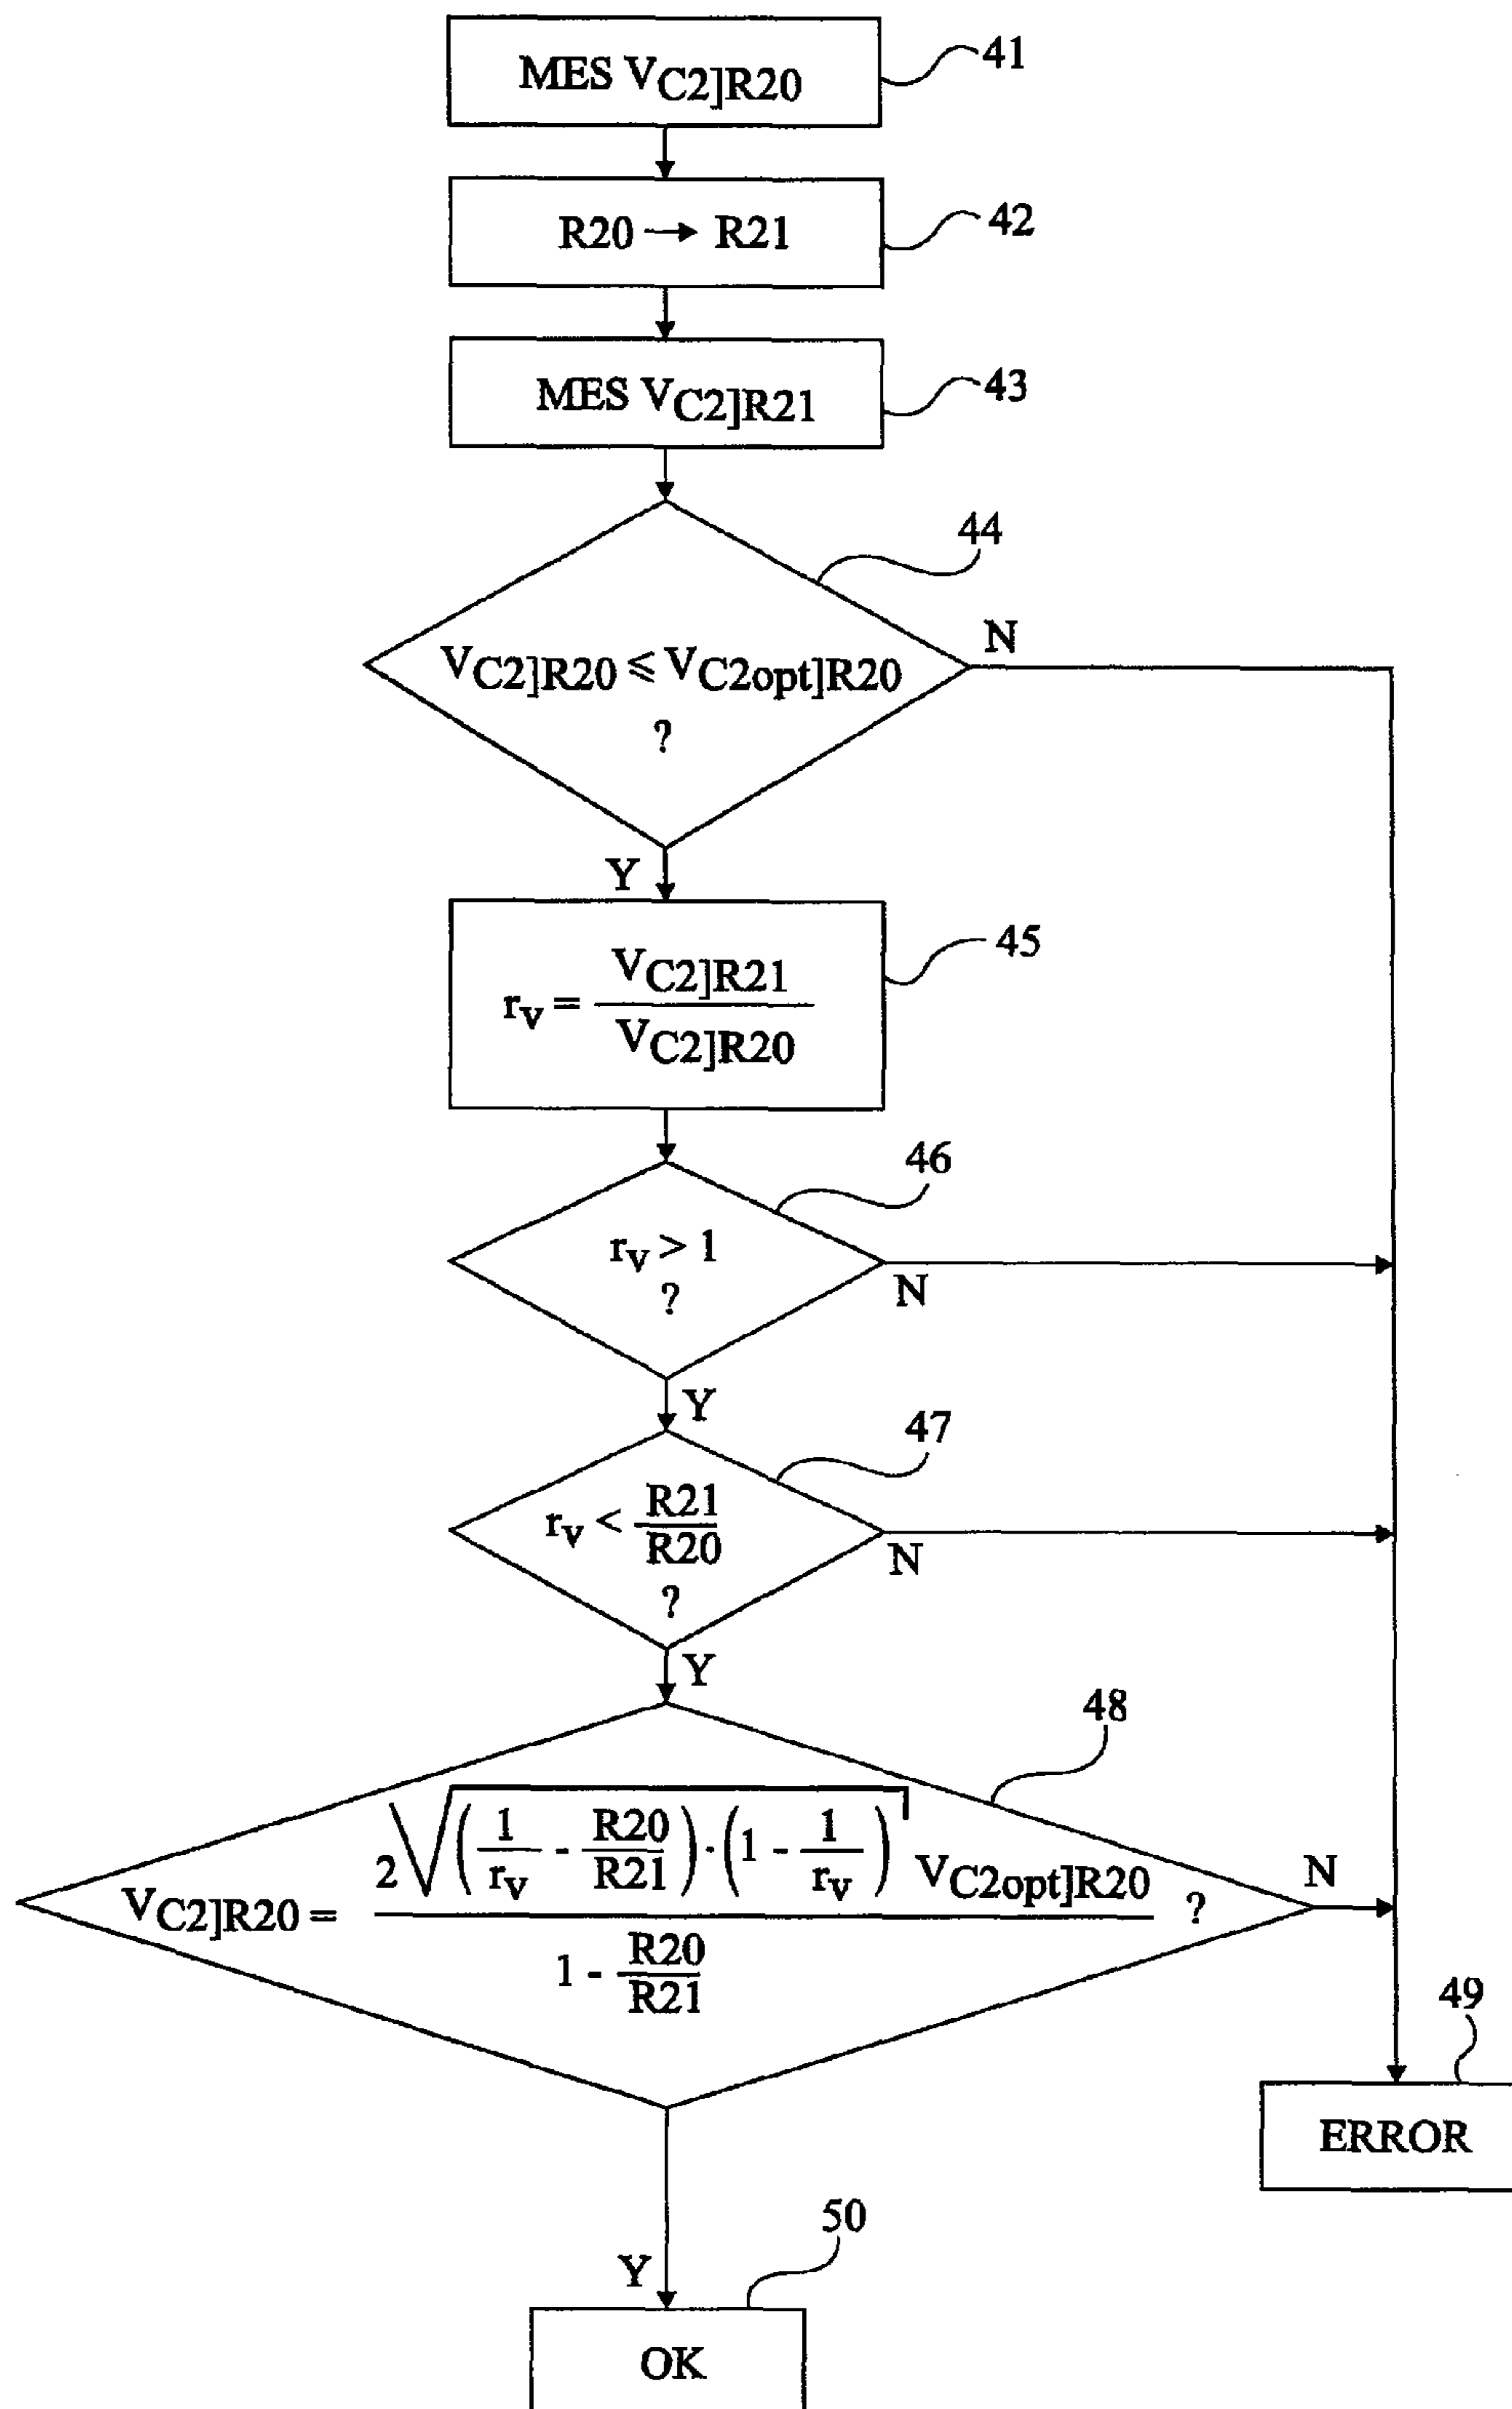 MES VC2]R20
41
R20 → R21
42
MES VC2]R21
43
44
VC2]R20 ⩽ VC2opt]R20
?
N
Y
rv = VC2]R21 / VC2]R20
45
46
rv > 1
?
N
Y
47
rv < R21 / R20
?
N
Y
48
VC2]R20 = 2√(1/rv - R20/R21)·(1 - 1/rv) VC2opt]R20 / 1 - R20/R21 ?
N
49
ERROR
Y
50
OK